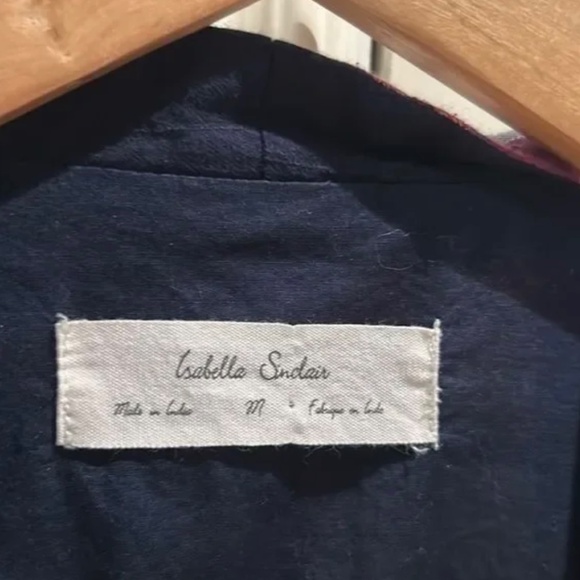 Isabella Sinclair
Made in India M Fabriqué en Inde